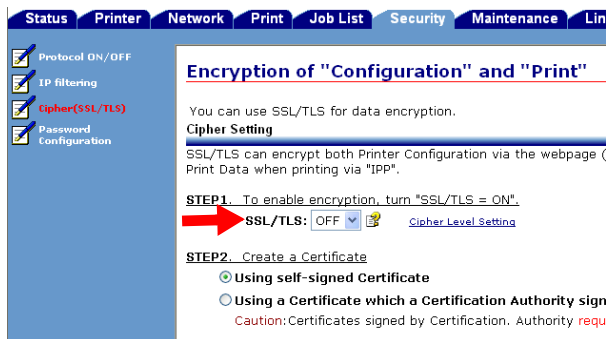 Status Printer Network Print Job List Security Maintenance Lin
Protocol ON/OFF
IP filtering
Cipher(SSL/TLS)
Password
Configuration
Encryption of "Configuration" and "Print"
You can use SSL/TLS for data encryption.
Cipher Setting
SSL/TLS can encrypt both Printer Configuration via the webpage (
Print Data when printing via "IPP".
STEP1. To enable encryption, turn "SSL/TLS = ON".
SSL/TLS: OFF Cipher Level Setting
STEP2. Create a Certificate
Using self-signed Certificate
Using a Certificate which a Certification Authority sign
Caution:Certificates signed by Certification. Authority requ